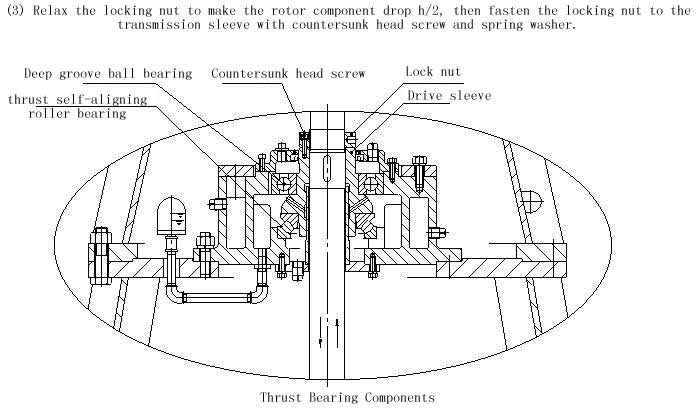 (3) Relax the locking nut to make the rotor component drop h/2, then fasten the locking nut to the
transmission sleeve with countersunk head screw and spring washer.
Deep groove ball bearing Countersunk head screw Lock nut
Drive sleeve
thrust self-aligning
roller bearing
Thrust Bearing Components